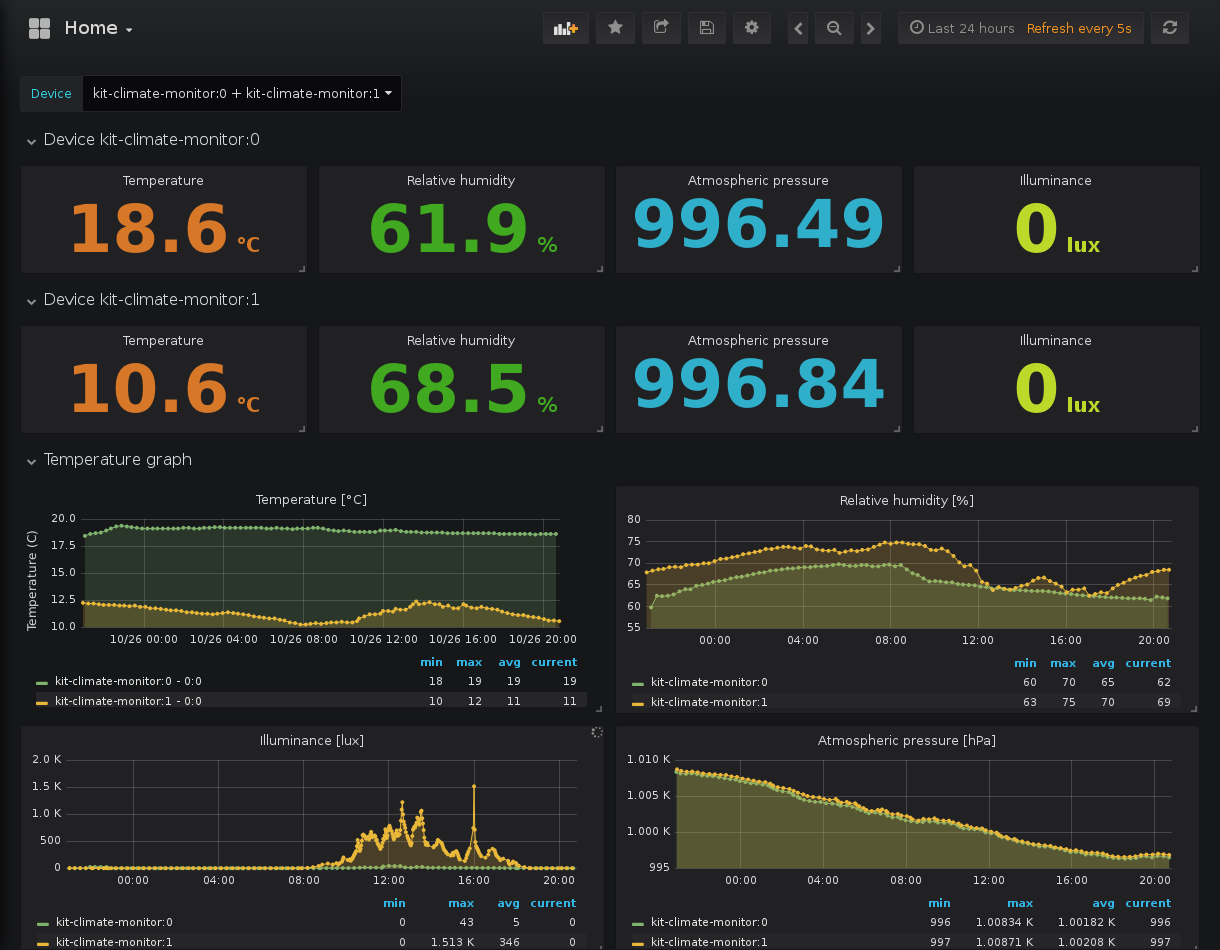 Home
Last 24 hours Refresh every 5s
Device kit-climate-monitor:0 + kit-climate-monitor:1
Device kit-climate-monitor:0
Temperature Relative humidity Atmospheric pressure Illuminance
18.6 °C 61.9 % 996.49 0 lux
Device kit-climate-monitor:1
Temperature Relative humidity Atmospheric pressure Illuminance
10.6 °C 68.5 % 996.84 0 lux
Temperature graph
Temperature [°C]
Temperature (C)
20.0
17.5
15.0
12.5
10.0
10/26 00:00 10/26 04:00 10/26 08:00 10/26 12:00 10/26 16:00 10/26 20:00
min max avg current
kit-climate-monitor:0 - 0:0 18 19 19 19
kit-climate-monitor:1 - 0:0 10 12 11 11
Relative humidity [%]
80
75
70
65
60
55
00:00 04:00 08:00 12:00 16:00 20:00
min max avg current
kit-climate-monitor:0 60 70 65 62
kit-climate-monitor:1 63 75 70 69
Illuminance [lux]
2.0 K
1.5 K
1.0 K
500
0
00:00 04:00 08:00 12:00 16:00 20:00
min max avg current
kit-climate-monitor:0 0 43 5 0
kit-climate-monitor:1 0 1.513 K 346 0
Atmospheric pressure [hPa]
1.010 K
1.005 K
1.000 K
995
00:00 04:00 08:00 12:00 16:00 20:00
min max avg current
kit-climate-monitor:0 996 1.00834 K 1.00182 K 996
kit-climate-monitor:1 997 1.00871 K 1.00208 K 997